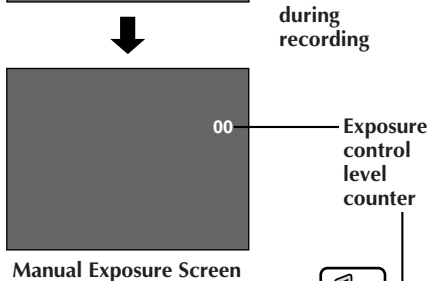 during
recording
00
Exposure
control
level
counter
Manual Exposure Screen